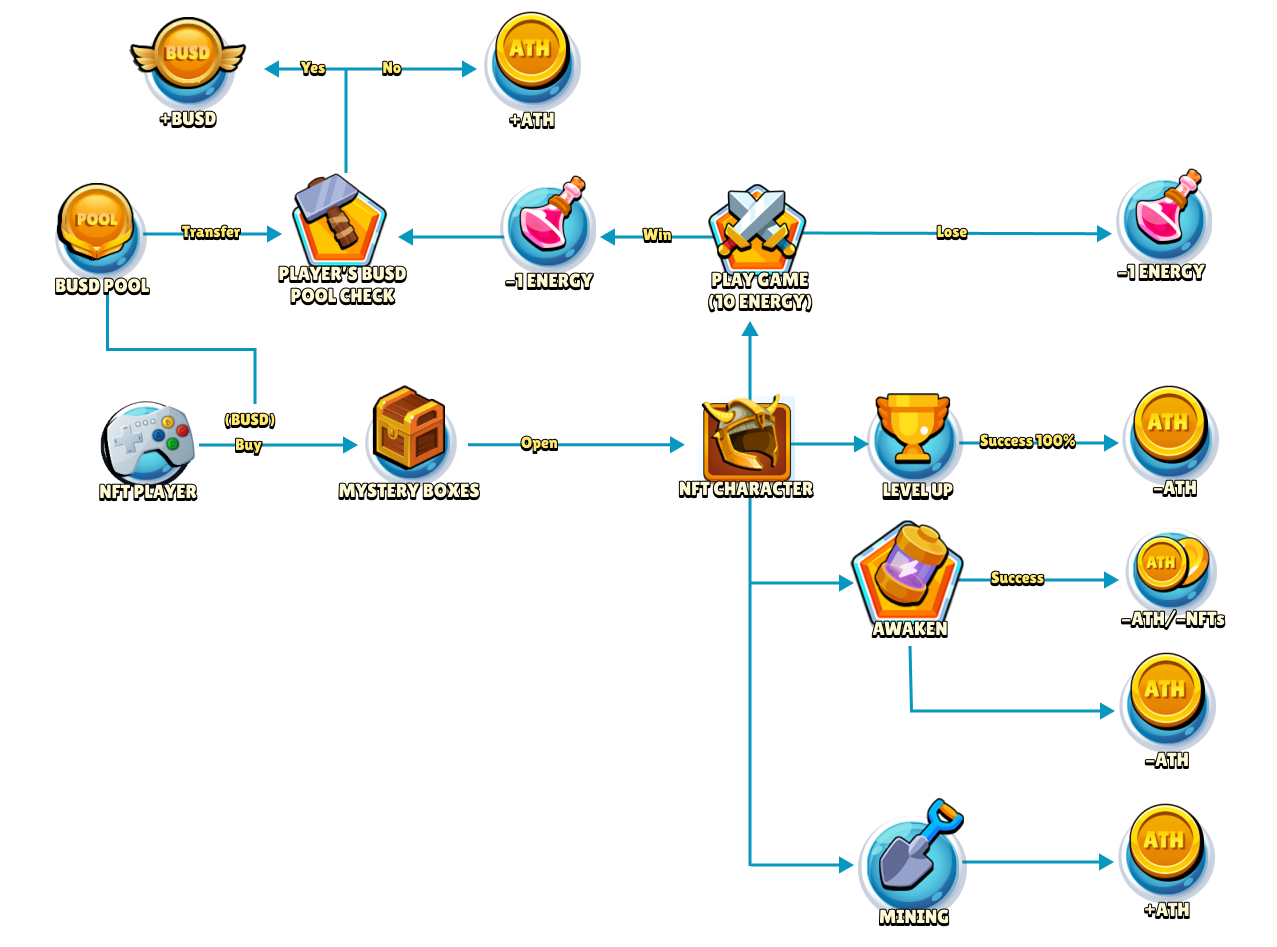 BUSD
ATH
Yes
No
+BUSD
+ATH
POOL
Transfer
Win
Lose
BUSD POOL
PLAYER'S BUSD
POOL CHECK
-1 ENERGY
PLAY GAME
(10 ENERGY)
-1 ENERGY
(BUSD)
Buy
Open
Success 100%
ATH
NFT PLAYER
MYSTERY BOXES
NFT CHARACTER
LEVEL UP
-ATH
ATH
Success
AWAKEN
-ATH/-NFTs
ATH
-ATH
ATH
MINING
+ATH